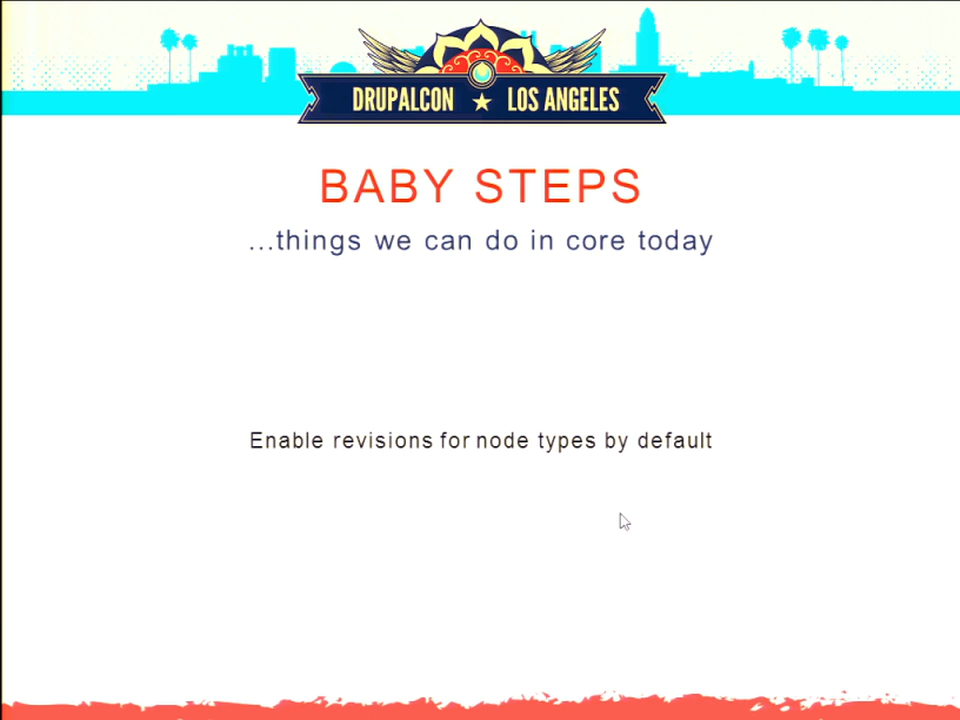 DRUPALCON ★ LOS ANGELES
BABY STEPS
...things we can do in core today
Enable revisions for node types by default